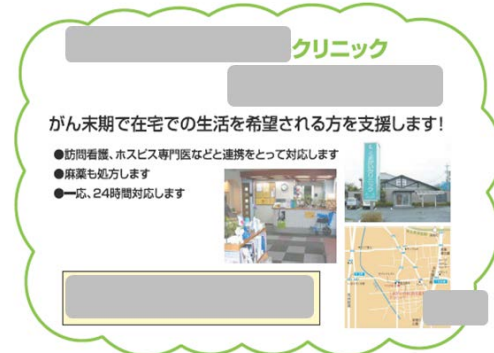 クリニック
がん末期で在宅での生活を希望される方を支援します!
●訪問看護、ホスピス専門医などと連携をとって対応します
●麻薬も処方します
●一応、24時間対応します